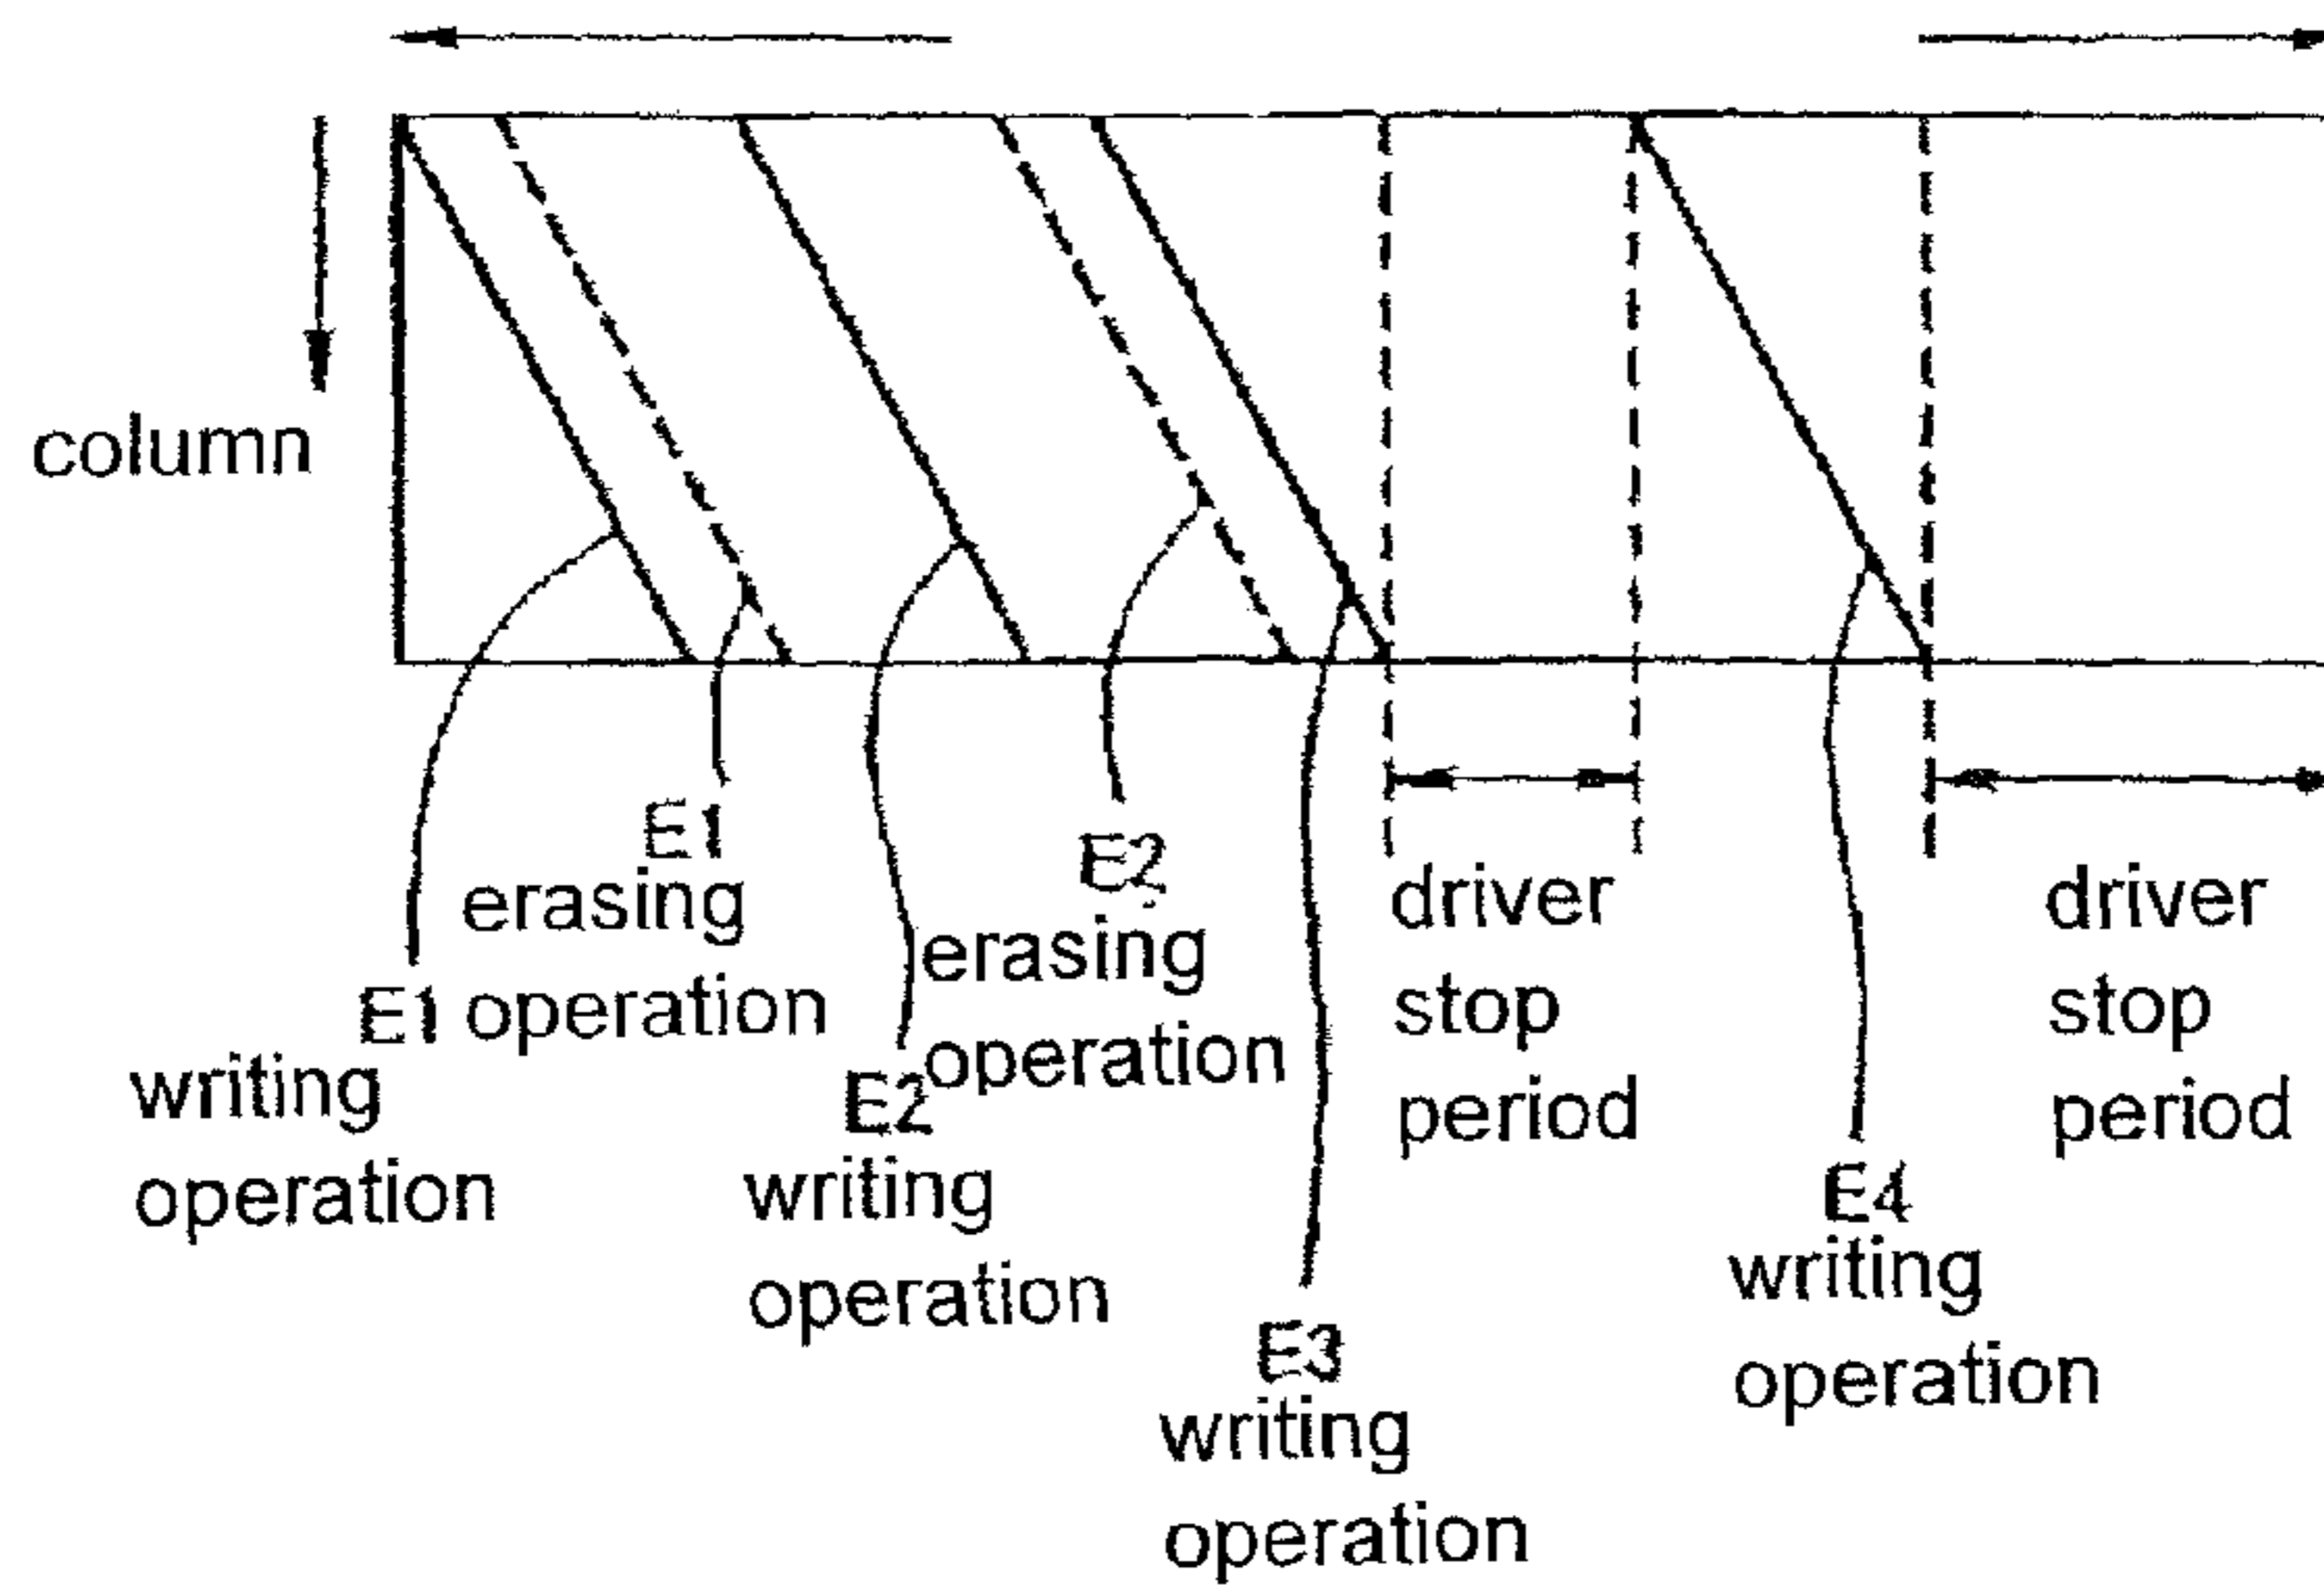 column
E1
erasing
operation
E1
writing
operation
E2
erasing
operation
E2
writing
operation
driver
stop
period
driver
stop
period
E3
writing
operation
E4
writing
operation